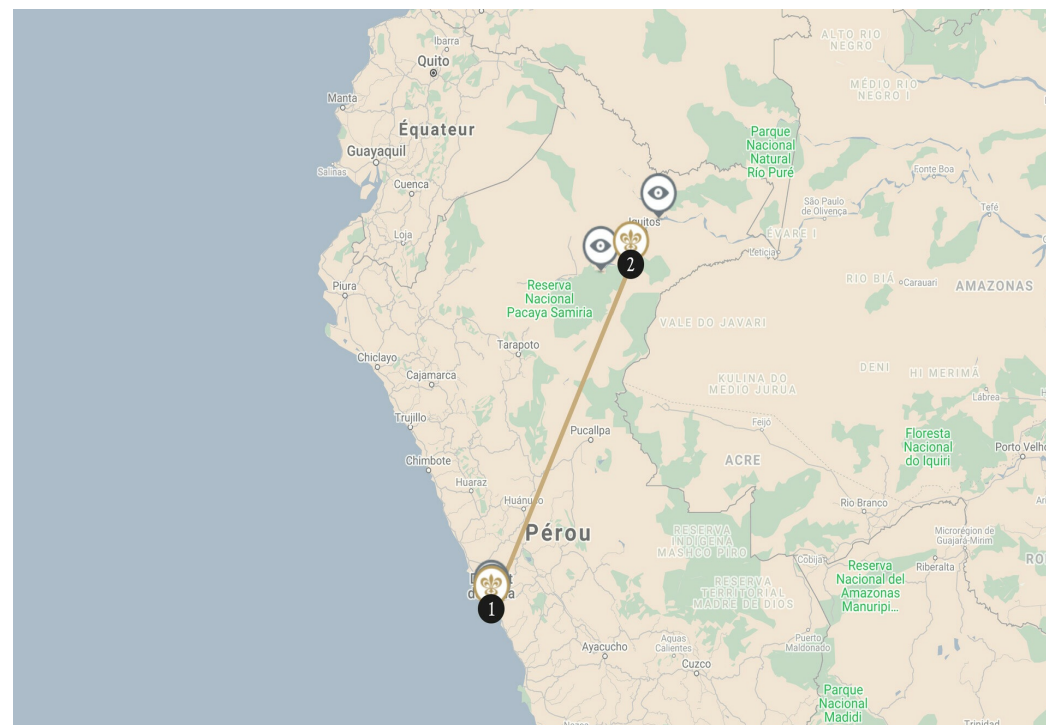 ALTO RIO
NEGRO
Ibarra
Quito
MÉDIO RIO
NEGRO I
Manta
Équateur
Parque
Nacional
Natural
Río Puré
Guayaquil
Salinas
Cuenca
Fonte Boa
São Paulo
de Olivença
Tefé
Iquitos
Loja
ÉVARE I
Leticia
2
RIO BIÁ
Carauari
AMAZONAS
Piura
Reserva
Nacional
Pacaya Samiria
VALE DO JAVARI
Tarapoto
Chiclayo
Cajamarca
DENI
HI MERIMÃ
KULINA DO
MEDIO JURUÁ
Lábrea
Trujillo
Feijó
Pucallpa
Floresta
Nacional
do Iquiri
Porto Velho
Chimbote
ACRE
Huaraz
Huánuco
Rio Branco
Pérou
RESERVA
INDÍGENA
MASHCO PIRO
Microrégion de
Guajará-Mirim
Cobija
Reserva
Nacional del
Amazonas
Manuripi...
Riberalta
RESERVA
TERRITORIAL
MADRE DE DIOS
1
Ayacucho
Aguas
Calientes
Puerto
Maldonado
Cuzco
Parque
Nacional
Madidi
Trinidad